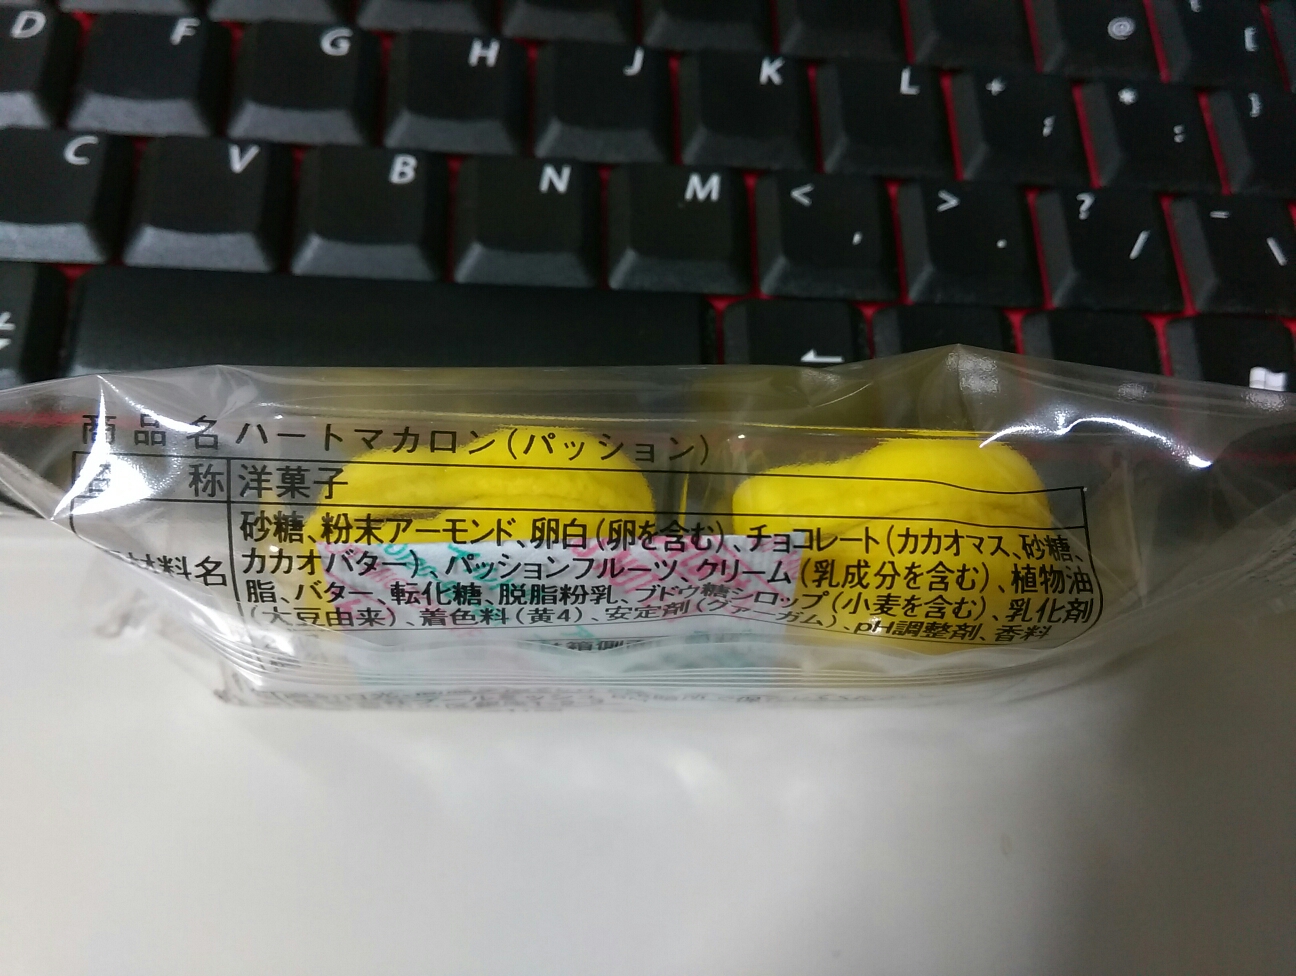 D F G H J K L + ; * : }
C V B N M < , > . ? / _ \
商品名 ハートマカロン(パッション)
名 称 洋菓子
材料名 砂糖、粉末アーモンド、卵白(卵を含む)、チョコレート(カカオマス、砂糖、
カカオバター)、パッションフルーツ、クリーム(乳成分を含む)、植物油
脂、バター、転化糖、脱脂粉乳、ブドウ糖シロップ(小麦を含む)、乳化剤
(大豆由来)、着色料(黄4)、安定剤(グァーガム)、pH調整剤、香料